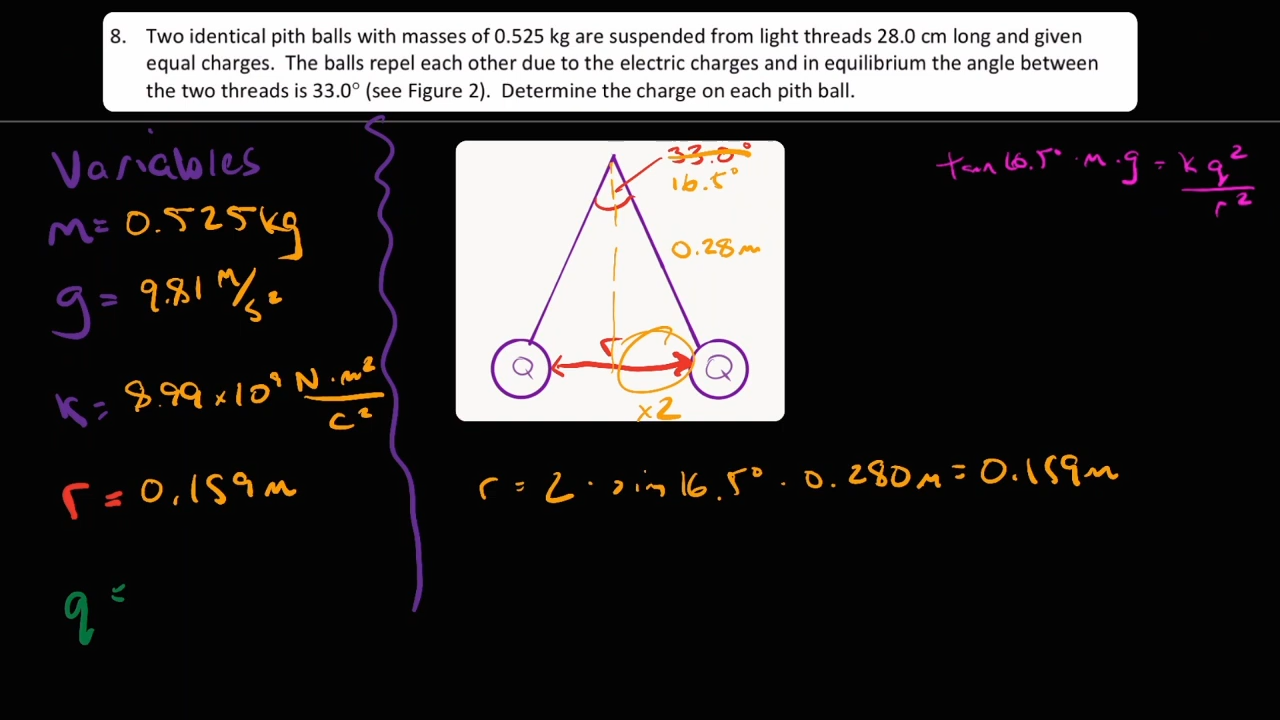 8. Two identical pith balls with masses of 0.525 kg are suspended from light threads 28.0 cm long and given
equal charges. The balls repel each other due to the electric charges and in equilibrium the angle between
the two threads is 33.0° (see Figure 2). Determine the charge on each pith ball.
Variables
m = 0.525 kg
g = 9.81 m/s²
k = 8.99 × 10⁹ N·m²/C²
r = 0.159 m
q =
33.0°
16.5°
0.28 m
r
Q
Q
x2
r = 2 · sin 16.5° · 0.280 m = 0.159 m
tan 16.5° · m · g = kq²/r²